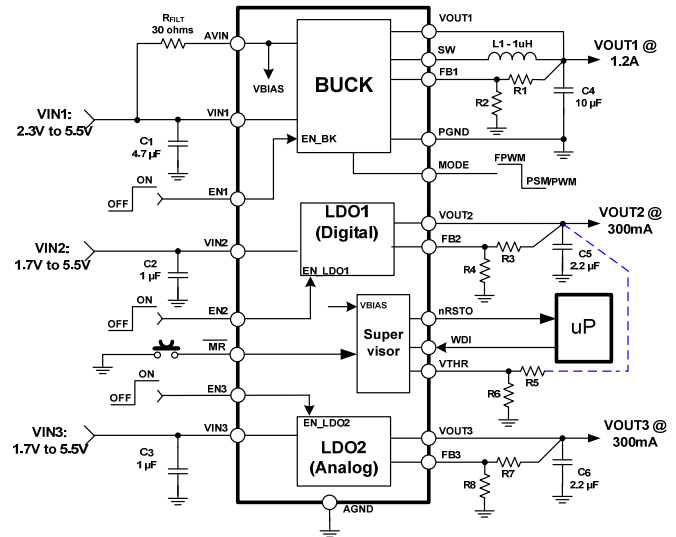 RFILT
30 ohms
AVIN
VBIAS
BUCK
VOUT1
SW
L1 - 1uH
VOUT1 @
1.2A
FB1
R1
R2
C4
10 µF
VIN1:
2.3V to 5.5V
VIN1
C1
4.7 µF
EN_BK
PGND
MODE
FPWM
PSM/PWM
ON
OFF
EN1
LDO1
(Digital)
VOUT2
VOUT2 @
300mA
VIN2:
1.7V to 5.5V
VIN2
FB2
R3
R4
C5
2.2 µF
C2
1 µF
EN_LDO1
ON
OFF
EN2
VBIAS
Super
visor
nRSTO
uP
WDI
MR
VTHR
R5
R6
ON
OFF
EN3
EN_LDO2
VIN3:
1.7V to 5.5V
VIN3
LDO2
(Analog)
VOUT3
VOUT3 @
300mA
FB3
R7
R8
C6
2.2 µF
C3
1 µF
AGND